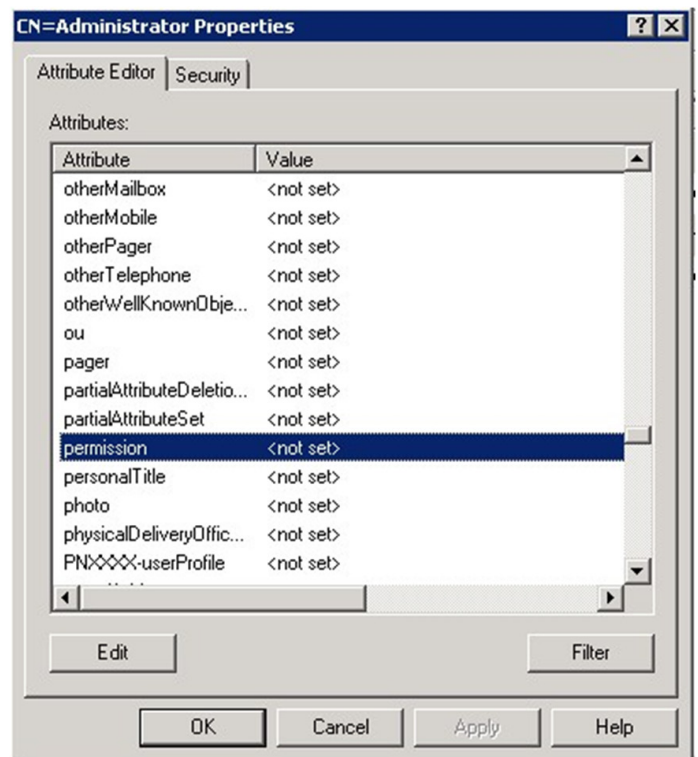 CN=Administrator Properties
Attribute Editor Security
Attributes:
Attribute Value
otherMailbox <not set>
otherMobile <not set>
otherPager <not set>
otherTelephone <not set>
otherWellKnownObje... <not set>
ou <not set>
pager <not set>
partialAttributeDeletio... <not set>
partialAttributeSet <not set>
permission <not set>
personalTitle <not set>
photo <not set>
physicalDeliveryOffic... <not set>
PNXXXX-userProfile <not set>
Edit Filter
OK Cancel Apply Help